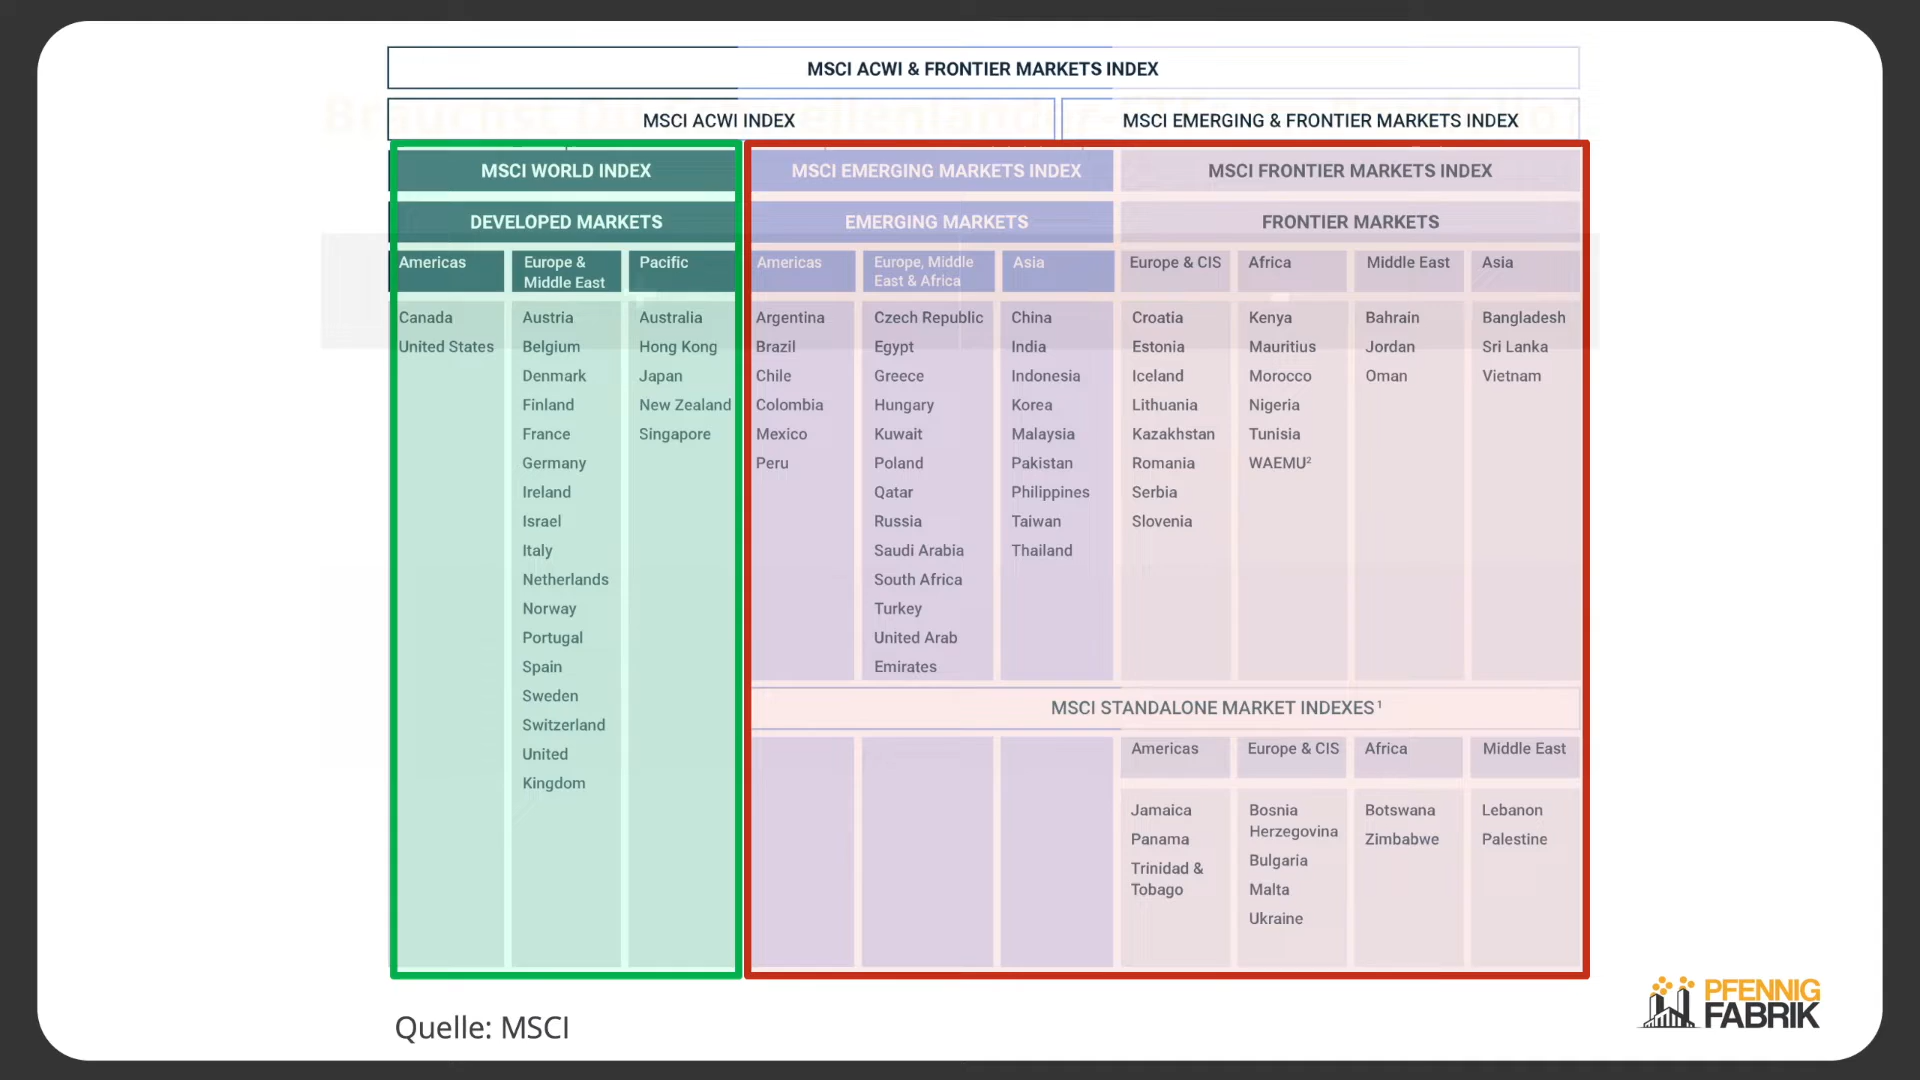 MSCI ACWI & FRONTIER MARKETS INDEX
MSCI ACWI INDEX
MSCI EMERGING & FRONTIER MARKETS INDEX
MSCI WORLD INDEX
MSCI EMERGING MARKETS INDEX
MSCI FRONTIER MARKETS INDEX
DEVELOPED MARKETS
EMERGING MARKETS
FRONTIER MARKETS
Americas
Canada
United States
Europe &
Middle East
Austria
Belgium
Denmark
Finland
France
Germany
Ireland
Israel
Italy
Netherlands
Norway
Portugal
Spain
Sweden
Switzerland
United
Kingdom
Pacific
Australia
Hong Kong
Japan
New Zealand
Singapore
Americas
Argentina
Brazil
Chile
Colombia
Mexico
Peru
Europe, Middle
East & Africa
Czech Republic
Egypt
Greece
Hungary
Kuwait
Poland
Qatar
Russia
Saudi Arabia
South Africa
Turkey
United Arab
Emirates
Asia
China
India
Indonesia
Korea
Malaysia
Pakistan
Philippines
Taiwan
Thailand
Europe & CIS
Croatia
Estonia
Iceland
Lithuania
Kazakhstan
Romania
Serbia
Slovenia
Africa
Kenya
Mauritius
Morocco
Nigeria
Tunisia
WAEMU²
Middle East
Bahrain
Jordan
Oman
Asia
Bangladesh
Sri Lanka
Vietnam
MSCI STANDALONE MARKET INDEXES¹
Americas
Jamaica
Panama
Trinidad &
Tobago
Europe & CIS
Bosnia
Herzegovina
Bulgaria
Malta
Ukraine
Africa
Botswana
Zimbabwe
Middle East
Lebanon
Palestine
Quelle: MSCI
PFENNIG
FABRIK